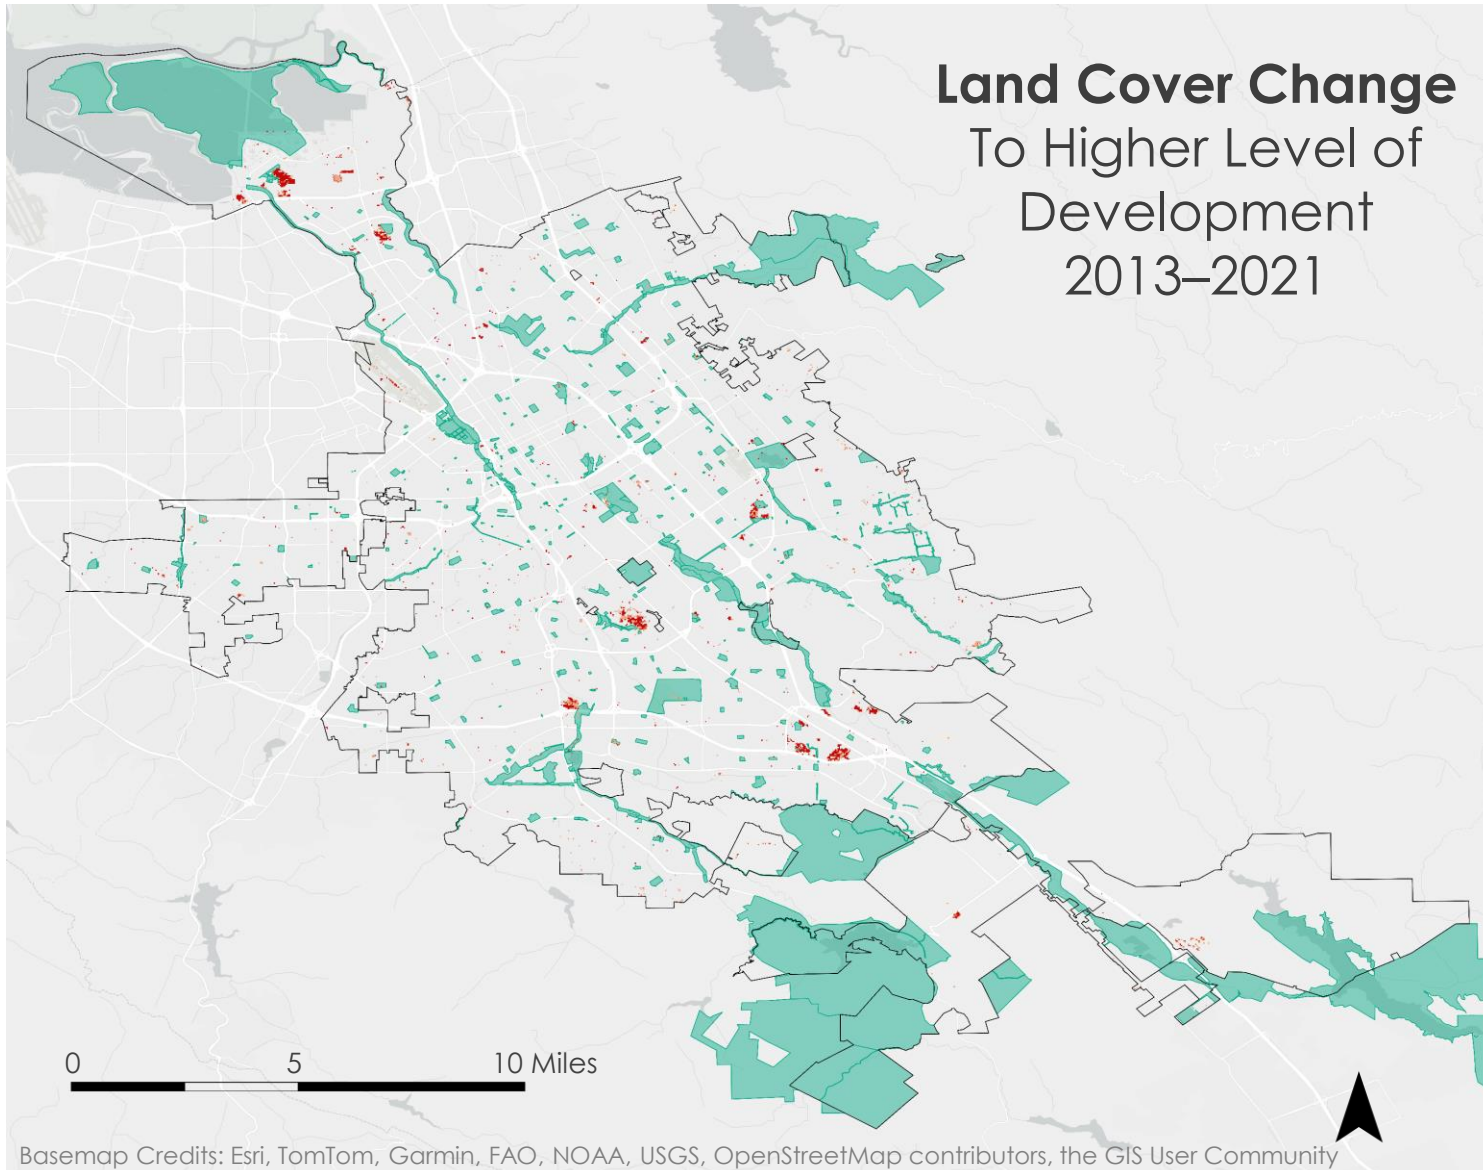 Land Cover Change
To Higher Level of
Development
2013–2021
0 5 10 Miles
Basemap Credits: Esri, TomTom, Garmin, FAO, NOAA, USGS, OpenStreetMap contributors, the GIS User Community